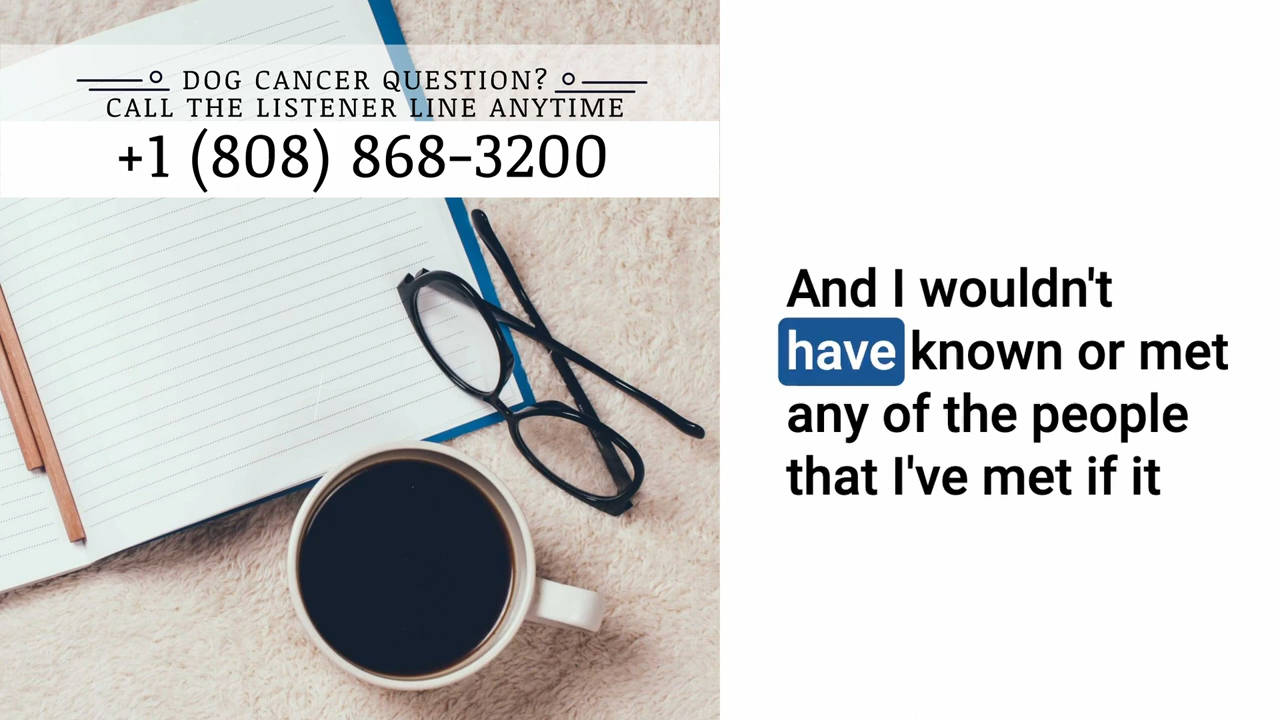 DOG CANCER QUESTION?
CALL THE LISTENER LINE ANYTIME
+1 (808) 868-3200
And I wouldn't
have known or met
any of the people
that I've met if it